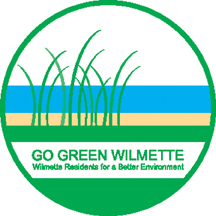 GO GREEN WILMETTE
Wilmette Residents for a Better Environment